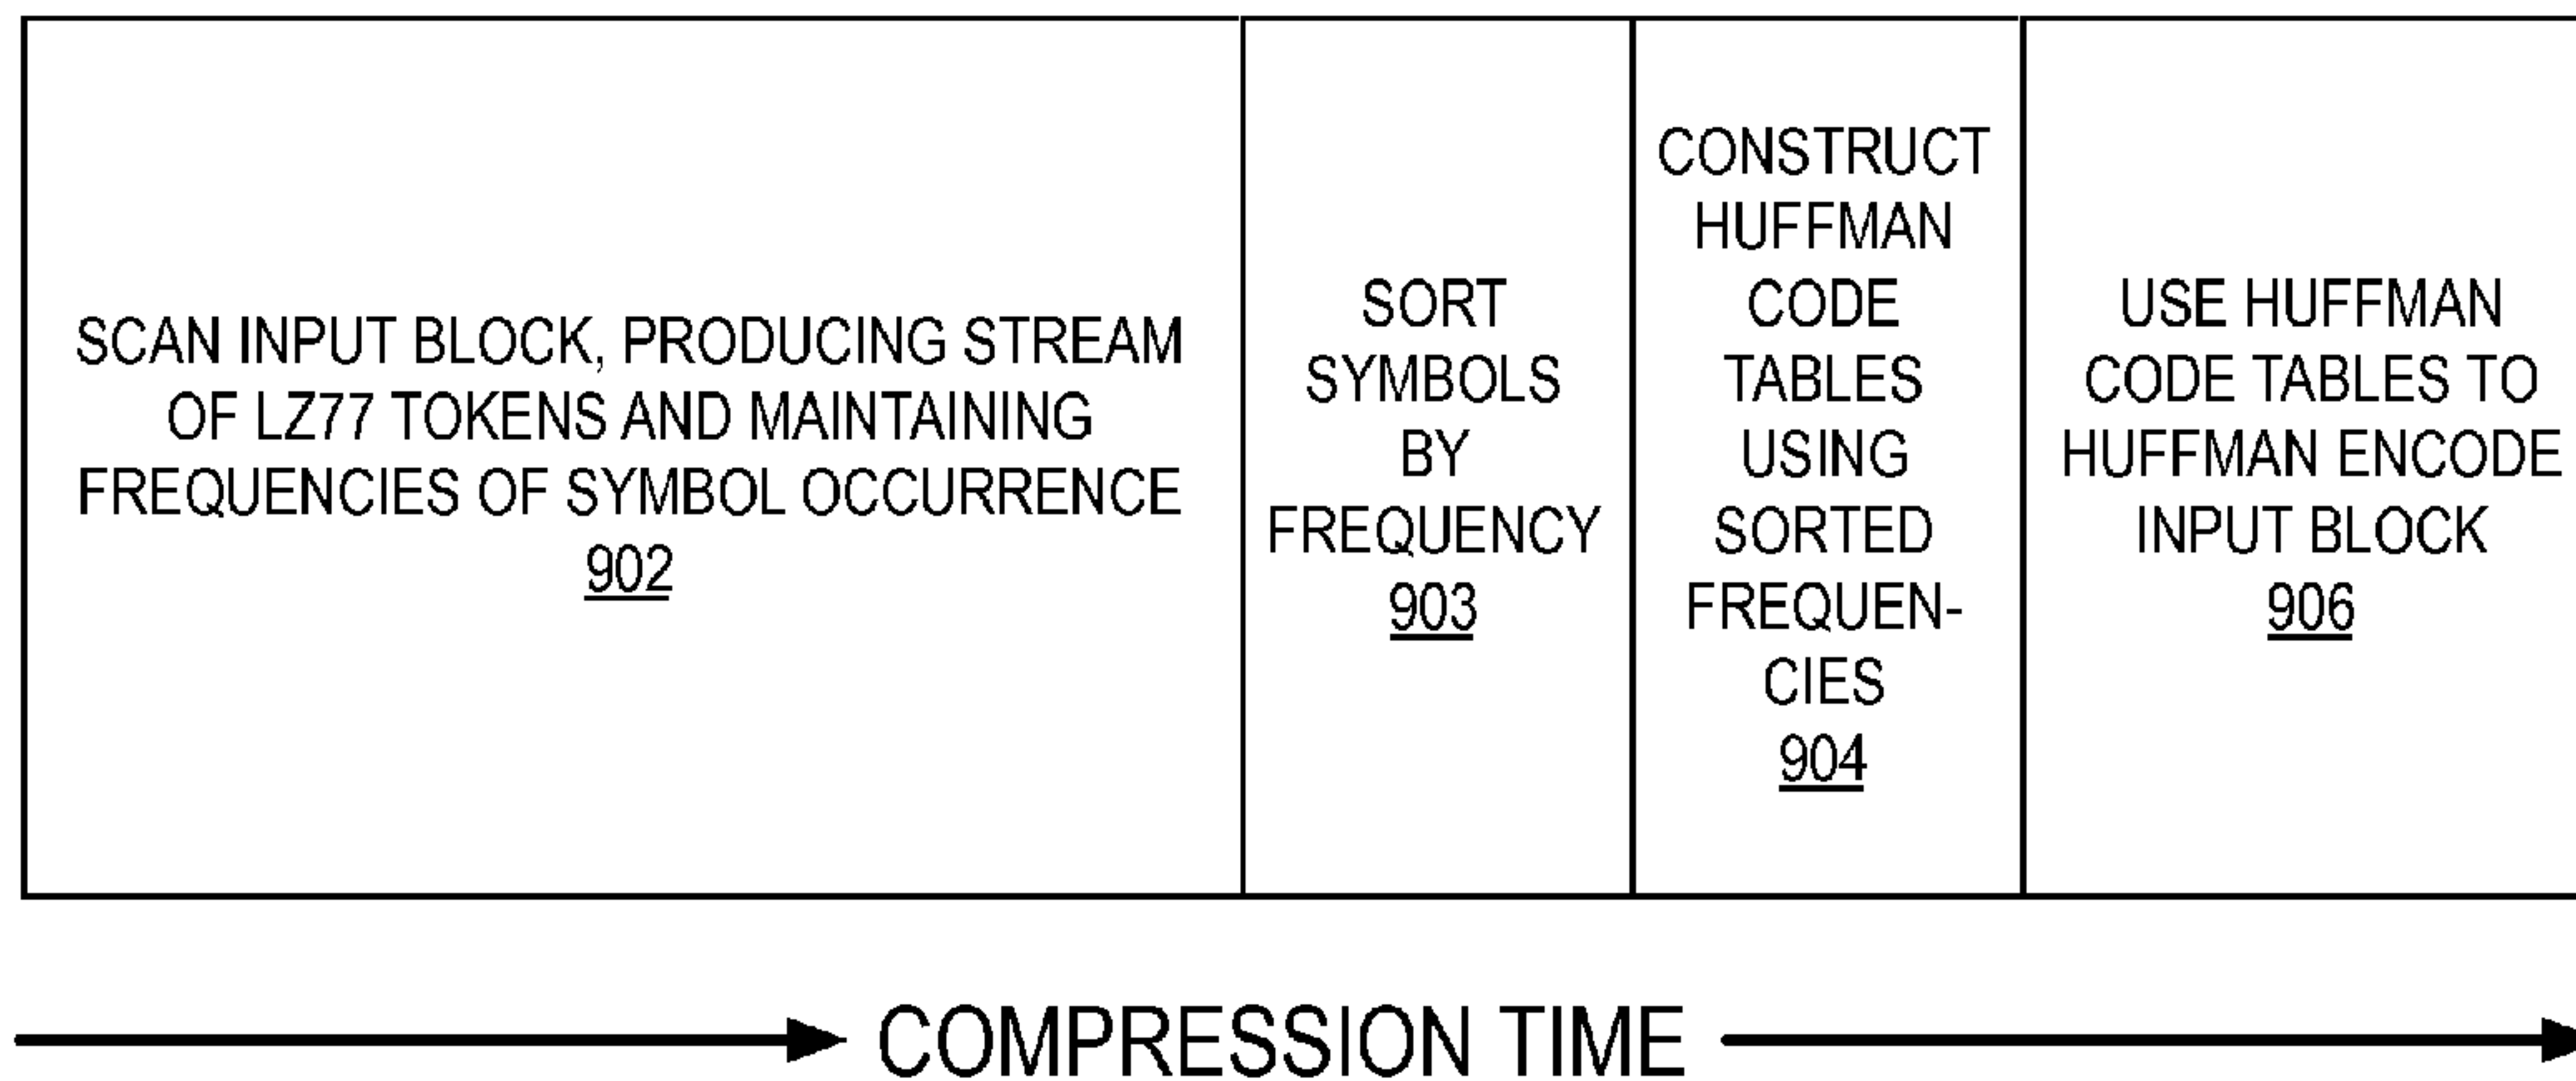 SCAN INPUT BLOCK, PRODUCING STREAM
OF LZ77 TOKENS AND MAINTAINING
FREQUENCIES OF SYMBOL OCCURRENCE
902
SORT
SYMBOLS
BY
FREQUENCY
903
CONSTRUCT
HUFFMAN
CODE
TABLES
USING
SORTED
FREQUEN-
CIES
904
USE HUFFMAN
CODE TABLES TO
HUFFMAN ENCODE
INPUT BLOCK
906
COMPRESSION TIME